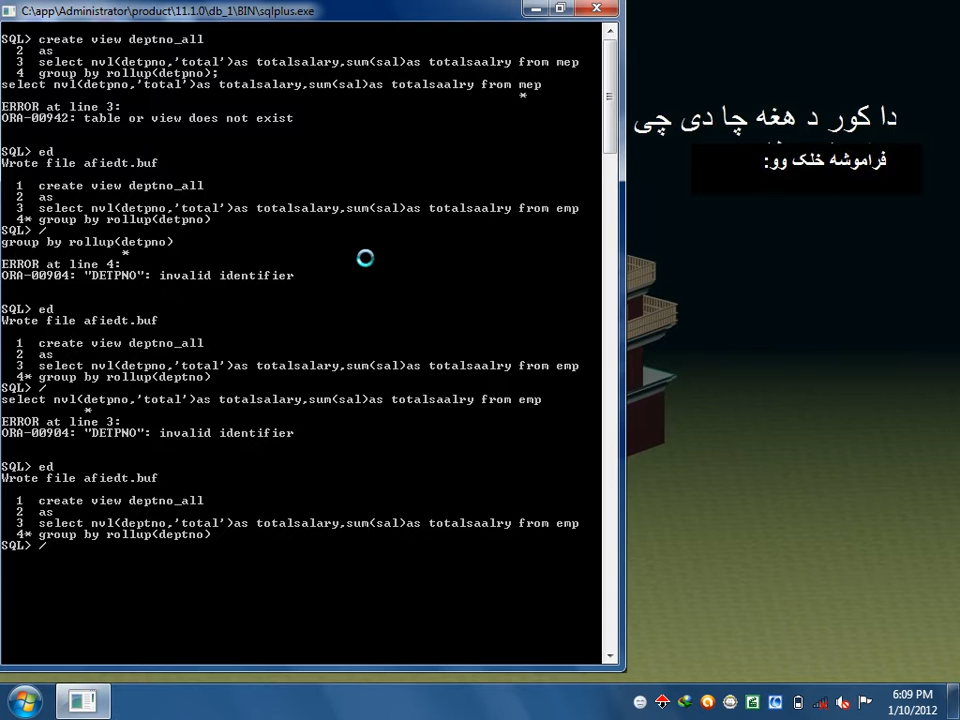 C:\app\Administrator\product\11.1.0\db_1\BIN\sqlplus.exe
SQL> create view deptno_all
2 as
3 select nvl(detpno,'total')as totalsalary,sum(sal)as totalsaalry from mep
4 group by rollup(detpno);
select nvl(detpno,'total')as totalsalary,sum(sal)as totalsaalry from mep
*
ERROR at line 3:
ORA-00942: table or view does not exist
SQL> ed
Wrote file afiedt.buf
1 create view deptno_all
2 as
3 select nvl(detpno,'total')as totalsalary,sum(sal)as totalsaalry from emp
4* group by rollup(detpno)
SQL> /
group by rollup(detpno)
*
ERROR at line 4:
ORA-00904: "DETPNO": invalid identifier
SQL> ed
Wrote file afiedt.buf
1 create view deptno_all
2 as
3 select nvl(detpno,'total')as totalsalary,sum(sal)as totalsaalry from emp
4* group by rollup(deptno)
SQL> /
select nvl(detpno,'total')as totalsalary,sum(sal)as totalsaalry from emp
*
ERROR at line 3:
ORA-00904: "DETPNO": invalid identifier
SQL> ed
Wrote file afiedt.buf
1 create view deptno_all
2 as
3 select nvl(deptno,'total')as totalsalary,sum(sal)as totalsaalry from emp
4* group by rollup(deptno)
SQL> /
دا کور د هغه چا دی چی
فراموشه خلک وو:
6:09 PM
1/10/2012